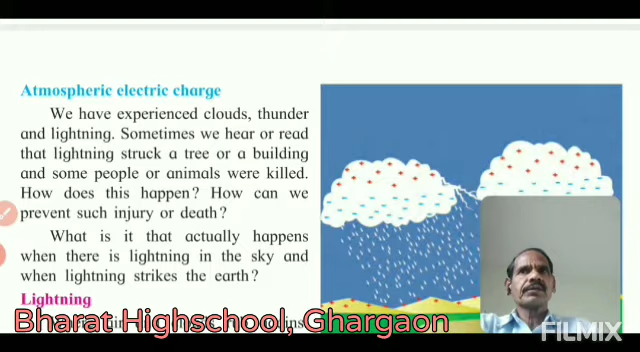 Atmospheric electric charge
We have experienced clouds, thunder
and lightning. Sometimes we hear or read
that lightning struck a tree or a building
and some people or animals were killed.
How does this happen? How can we
prevent such injury or death?
What is it that actually happens
when there is lightning in the sky and
when lightning strikes the earth?
Lightning
Bharat Highschool, Ghargaon
FILMIX